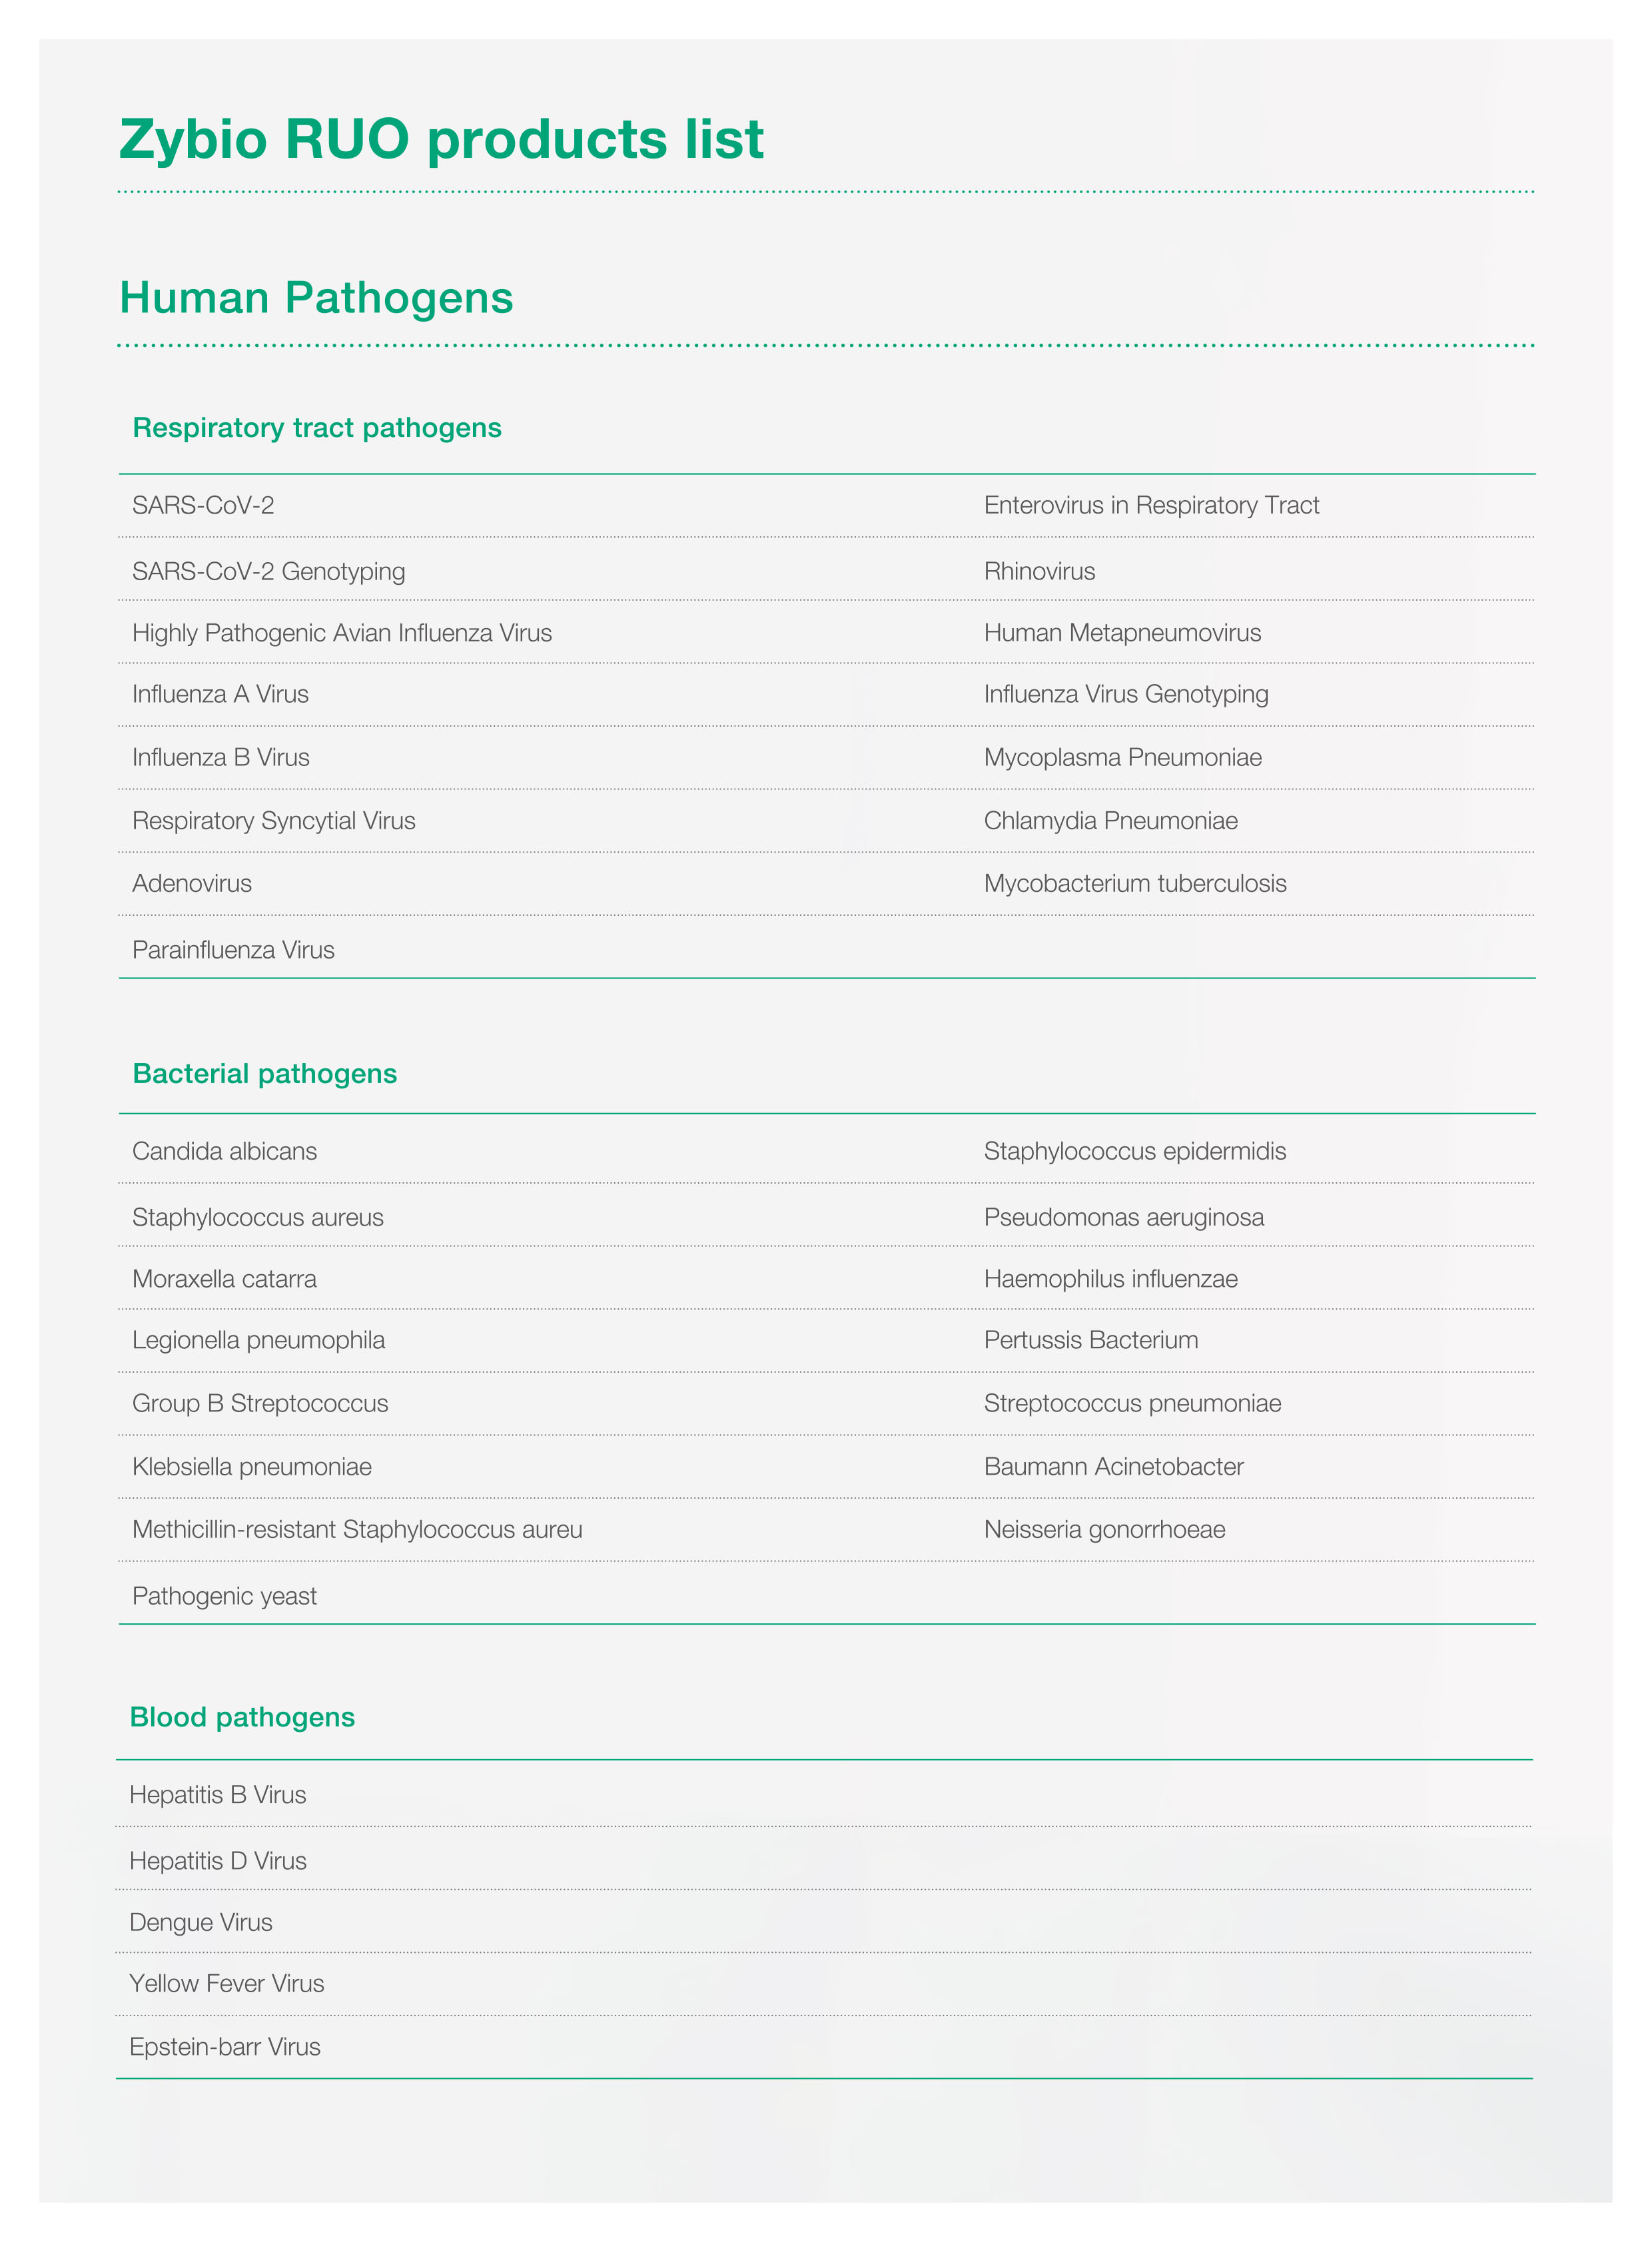 Zybio RUO products list
Human Pathogens
Respiratory tract pathogens
SARS-CoV-2 Enterovirus in Respiratory Tract
SARS-CoV-2 Genotyping Rhinovirus
Highly Pathogenic Avian Influenza Virus Human Metapneumovirus
Influenza A Virus Influenza Virus Genotyping
Influenza B Virus Mycoplasma Pneumoniae
Respiratory Syncytial Virus Chlamydia Pneumoniae
Adenovirus Mycobacterium tuberculosis
Parainfluenza Virus
Bacterial pathogens
Candida albicans Staphylococcus epidermidis
Staphylococcus aureus Pseudomonas aeruginosa
Moraxella catarra Haemophilus influenzae
Legionella pneumophila Pertussis Bacterium
Group B Streptococcus Streptococcus pneumoniae
Klebsiella pneumoniae Baumann Acinetobacter
Methicillin-resistant Staphylococcus aureu Neisseria gonorrhoeae
Pathogenic yeast
Blood pathogens
Hepatitis B Virus
Hepatitis D Virus
Dengue Virus
Yellow Fever Virus
Epstein-barr Virus